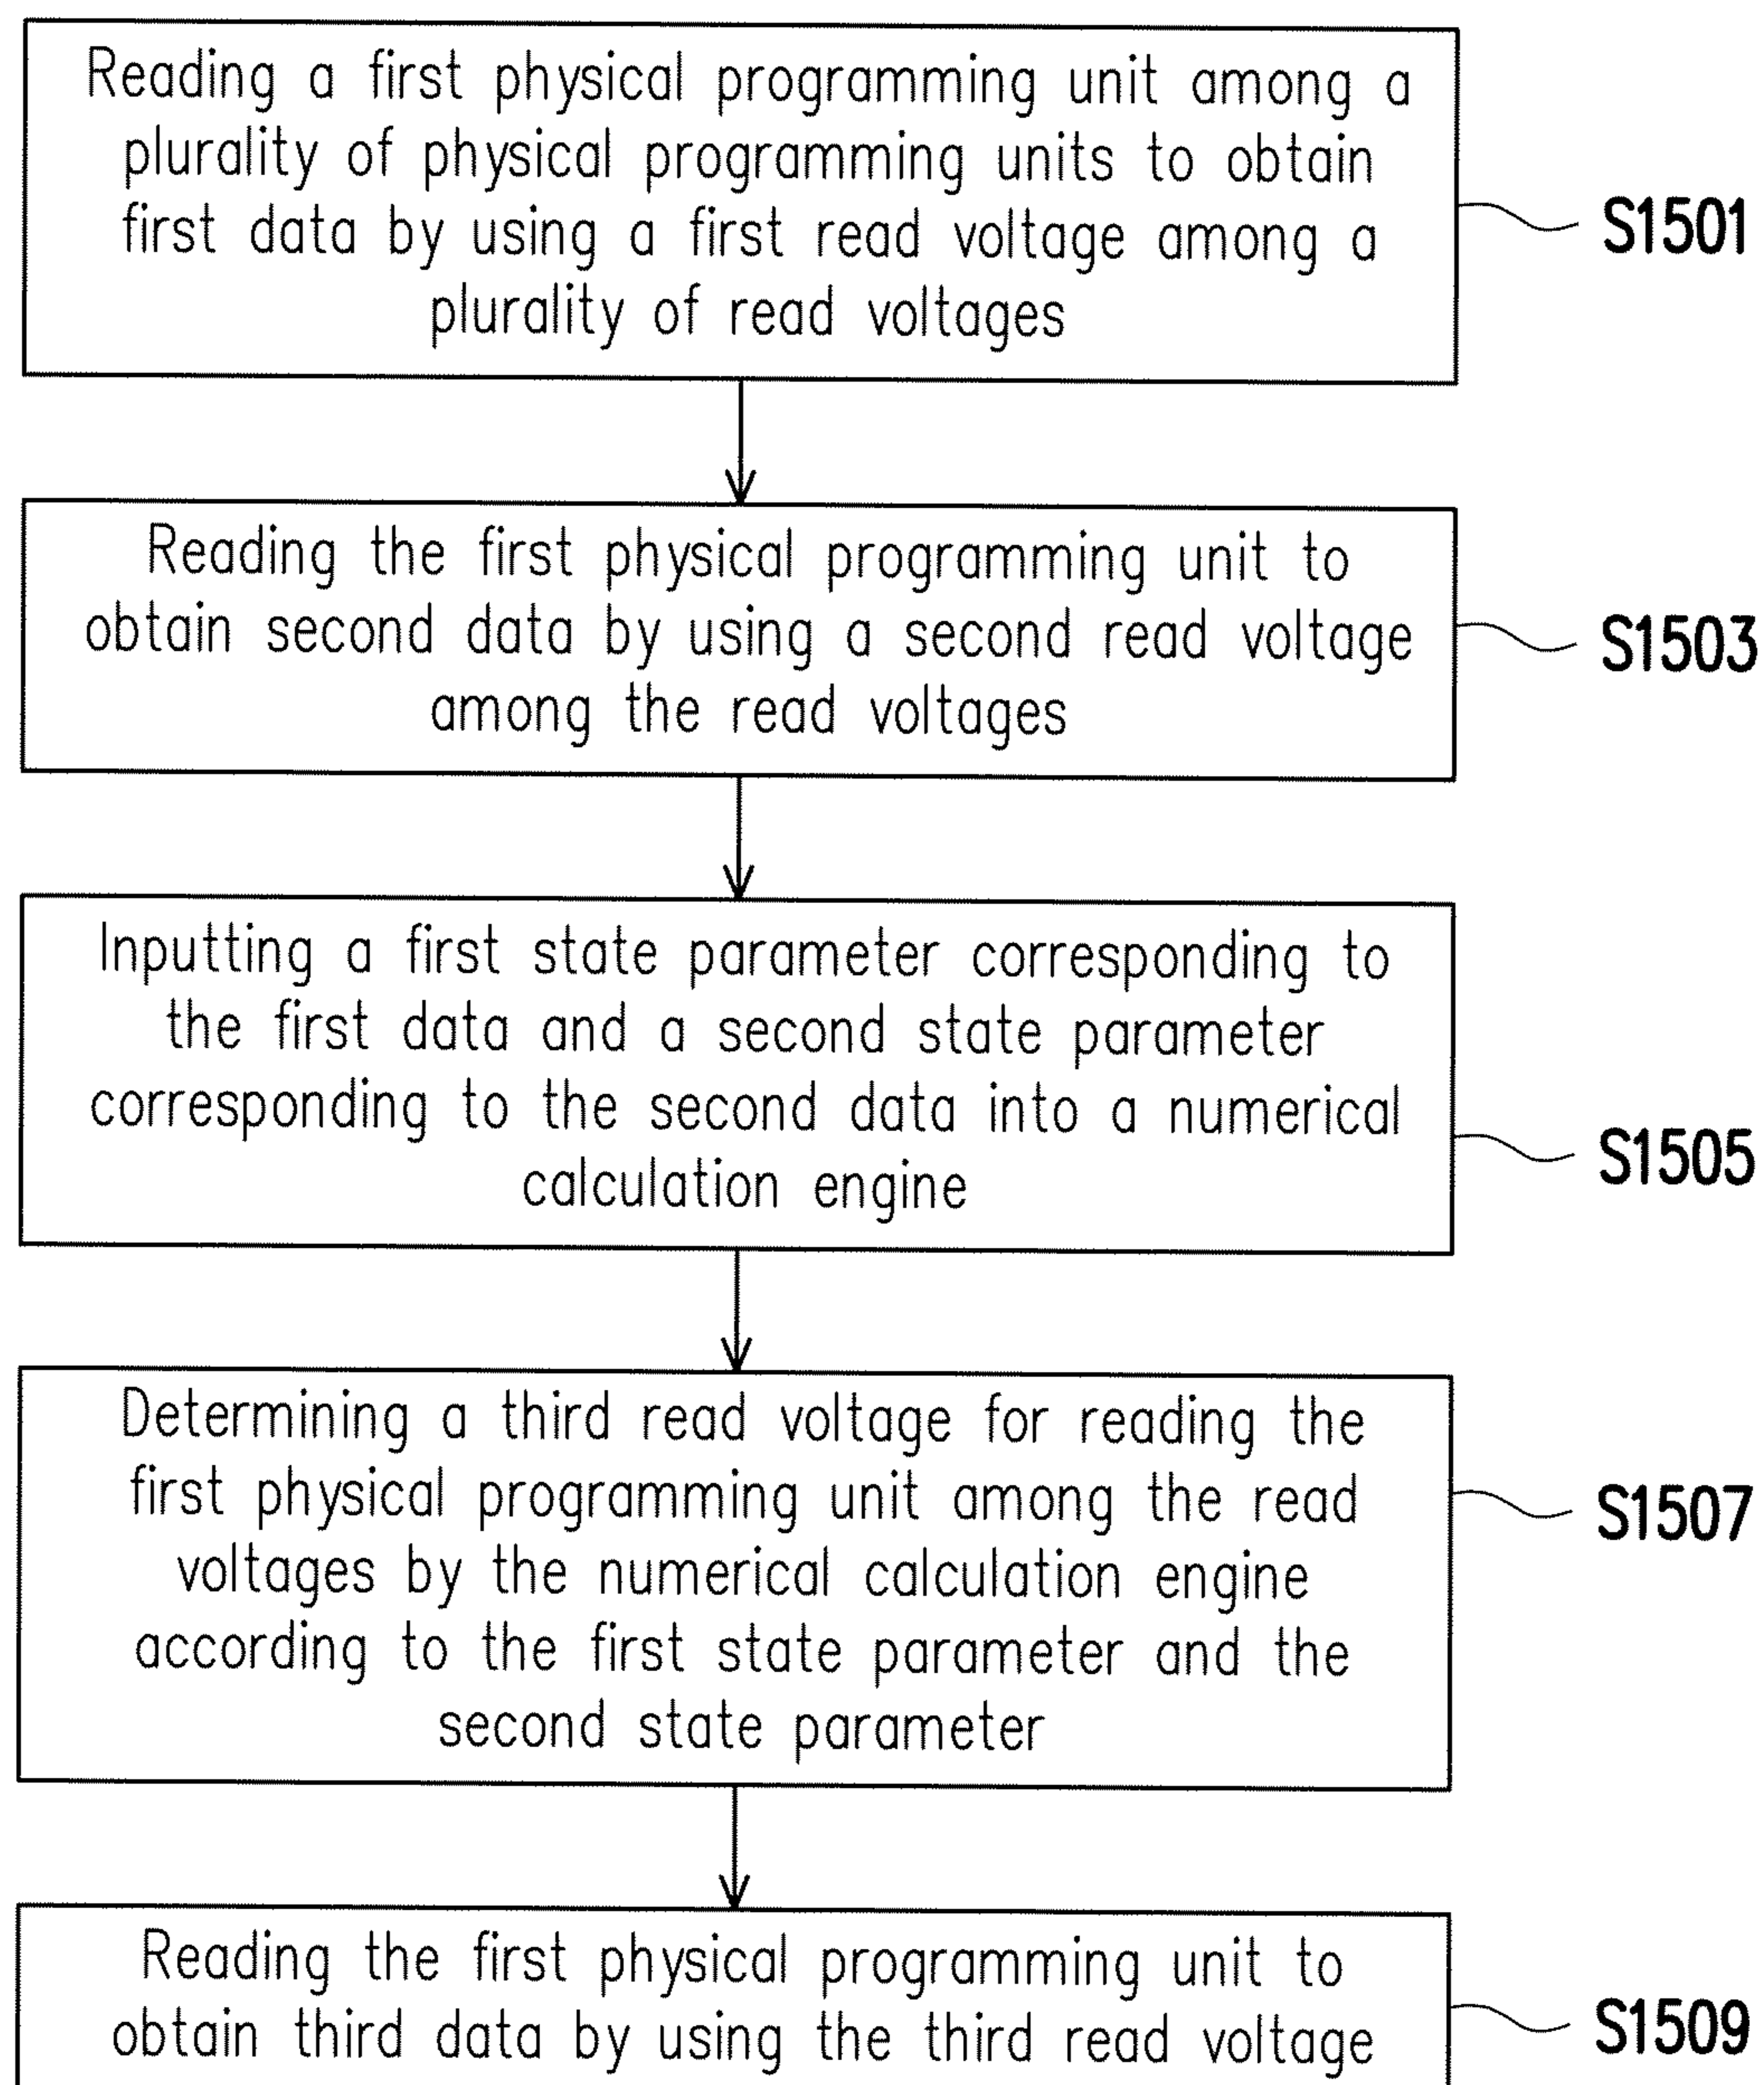 Reading a first physical programming unit among a
plurality of physical programming units to obtain
first data by using a first read voltage among a
plurality of read voltages
S1501
Reading the first physical programming unit to
obtain second data by using a second read voltage
among the read voltages
S1503
Inputting a first state parameter corresponding to
the first data and a second state parameter
corresponding to the second data into a numerical
calculation engine
S1505
Determining a third read voltage for reading the
first physical programming unit among the read
voltages by the numerical calculation engine
according to the first state parameter and the
second state parameter
S1507
Reading the first physical programming unit to
obtain third data by using the third read voltage
S1509